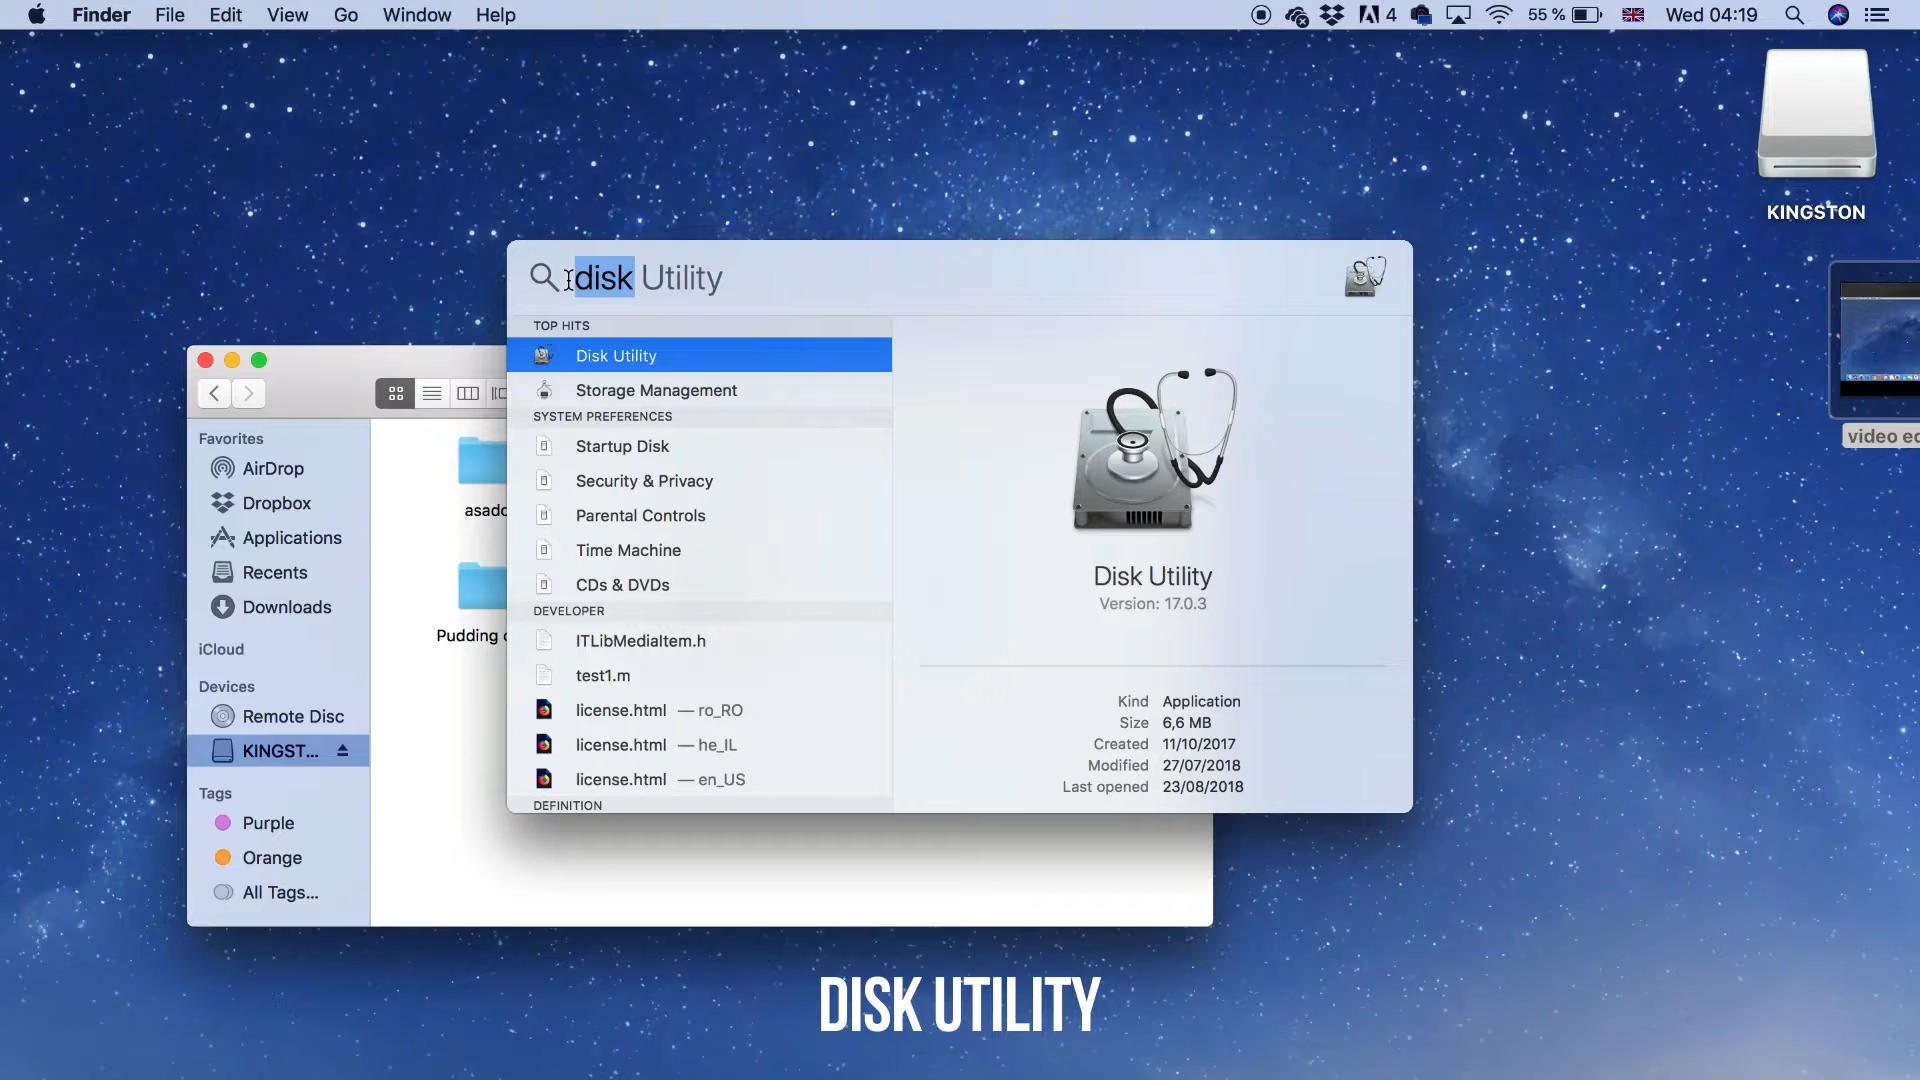 Finder File Edit View Go Window Help
4 55 % Wed 04:19
KINGSTON
video ed
disk Utility
TOP HITS
Disk Utility
Storage Management
SYSTEM PREFERENCES
Startup Disk
Security & Privacy
Parental Controls
Time Machine
CDs & DVDs
DEVELOPER
ITLibMediaItem.h
test1.m
license.html — ro_RO
license.html — he_IL
license.html — en_US
DEFINITION
Disk Utility
Version: 17.0.3
Kind Application
Size 6,6 MB
Created 11/10/2017
Modified 27/07/2018
Last opened 23/08/2018
Favorites
AirDrop
Dropbox
Applications
Recents
Downloads
iCloud
Devices
Remote Disc
KINGST...
Tags
Purple
Orange
All Tags...
asado
Pudding
DISK UTILITY